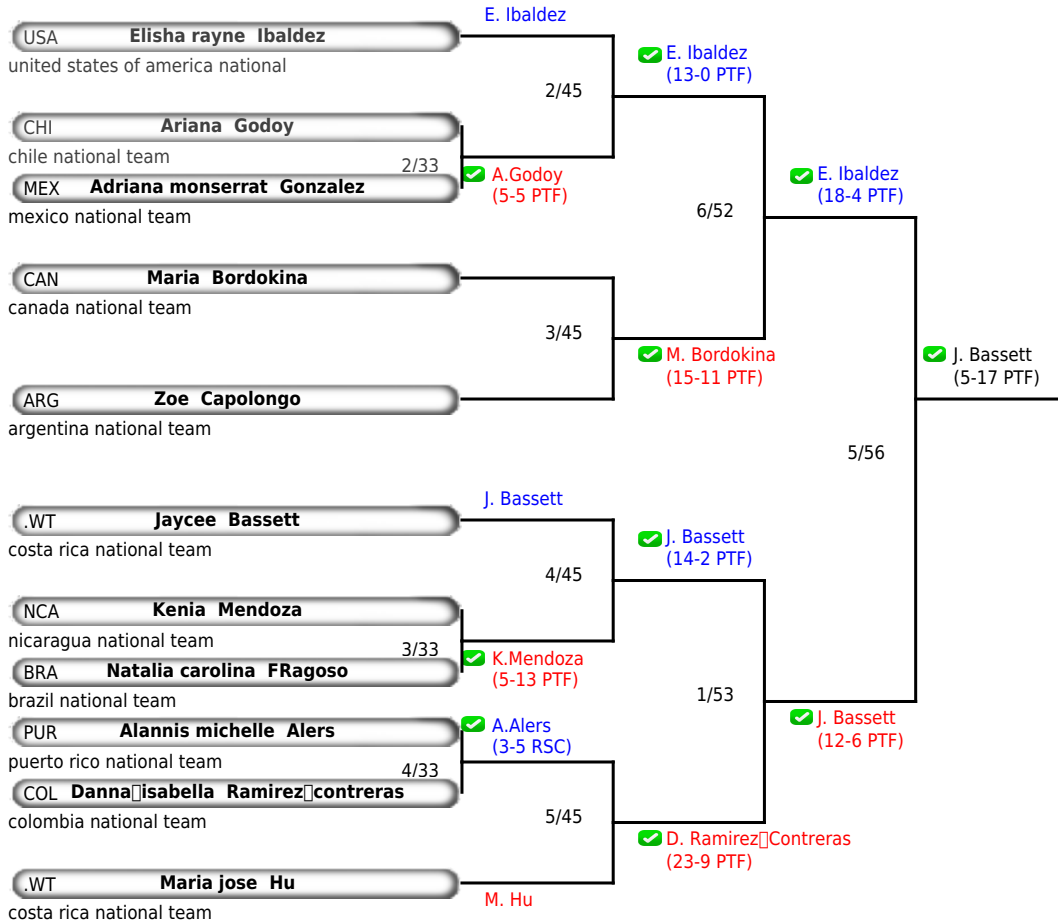 E. Ibaldez
USA Elisha rayne Ibaldez
united states of america national
E. Ibaldez
(13-0 PTF)
2/45
CHI Ariana Godoy
chile national team
2/33
A.Godoy
(5-5 PTF)
MEX Adriana monserrat Gonzalez
mexico national team
E. Ibaldez
(18-4 PTF)
6/52
CAN Maria Bordokina
canada national team
3/45
M. Bordokina
(15-11 PTF)
J. Bassett
(5-17 PTF)
ARG Zoe Capolongo
argentina national team
5/56
J. Bassett
.WT Jaycee Bassett
costa rica national team
J. Bassett
(14-2 PTF)
4/45
NCA Kenia Mendoza
nicaragua national team
3/33
K.Mendoza
(5-13 PTF)
BRA Natalia carolina FRagoso
brazil national team
1/53
J. Bassett
(12-6 PTF)
PUR Alannis michelle Alers
puerto rico national team
A.Alers
(3-5 RSC)
4/33
COL Danna▯isabella Ramirez▯contreras
colombia national team
5/45
D. Ramirez▯Contreras
(23-9 PTF)
.WT Maria jose Hu
costa rica national team
M. Hu